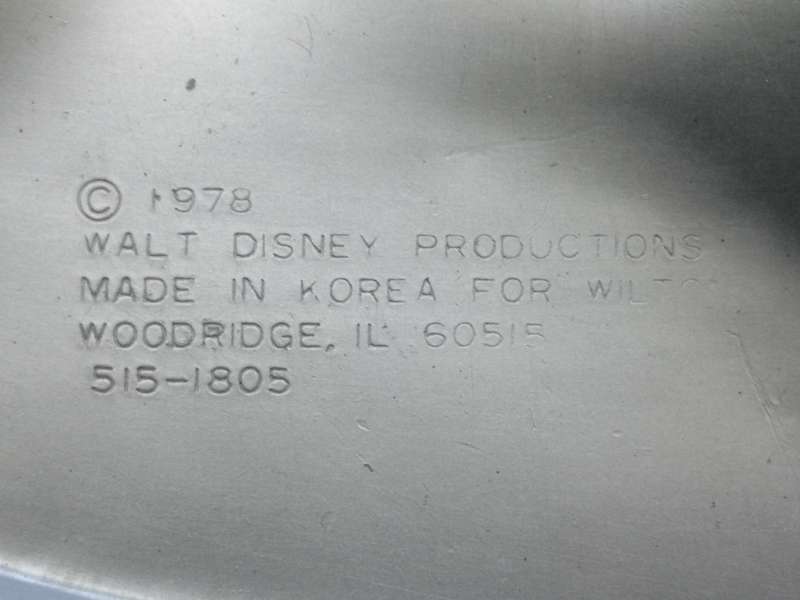 © 1978
WALT DISNEY PRODUCTIONS
MADE IN KOREA FOR
WOODRIDGE, IL 60515
515-1805